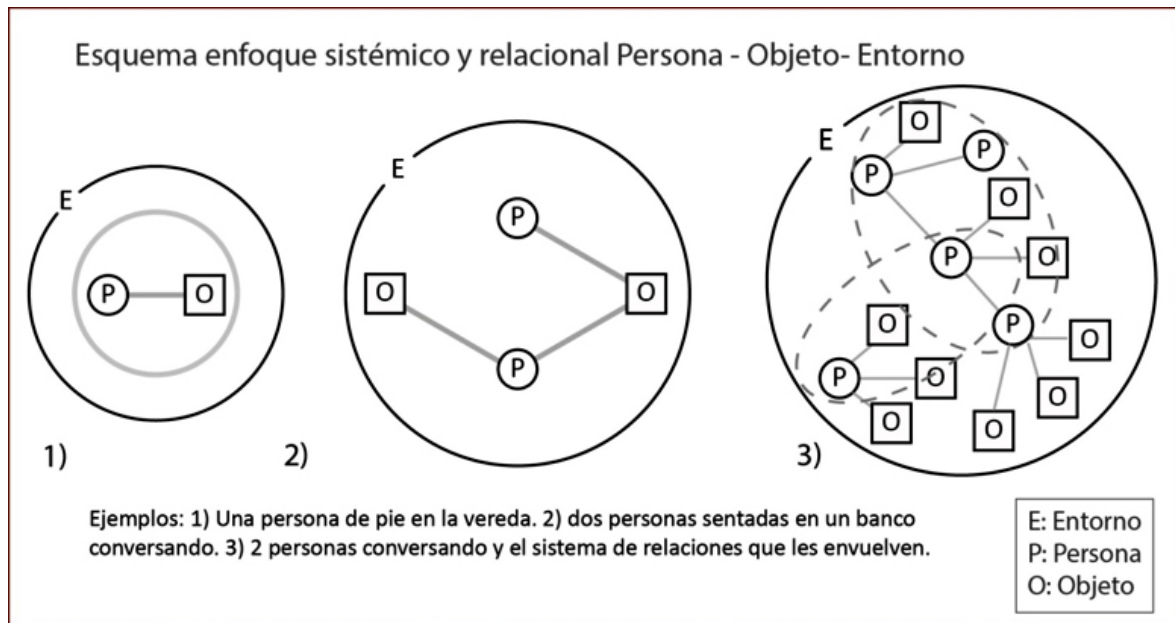 Esquema enfoque sistémico y relacional Persona - Objeto- Entorno
E
P
O
1)
E
P
O
O
P
2)
E
O
P
P
O
P
O
O
P
O
P
O
O
O
O
O
3)
Ejemplos: 1) Una persona de pie en la vereda. 2) dos personas sentadas en un banco
conversando. 3) 2 personas conversando y el sistema de relaciones que les envuelven.
E: Entorno
P: Persona
O: Objeto